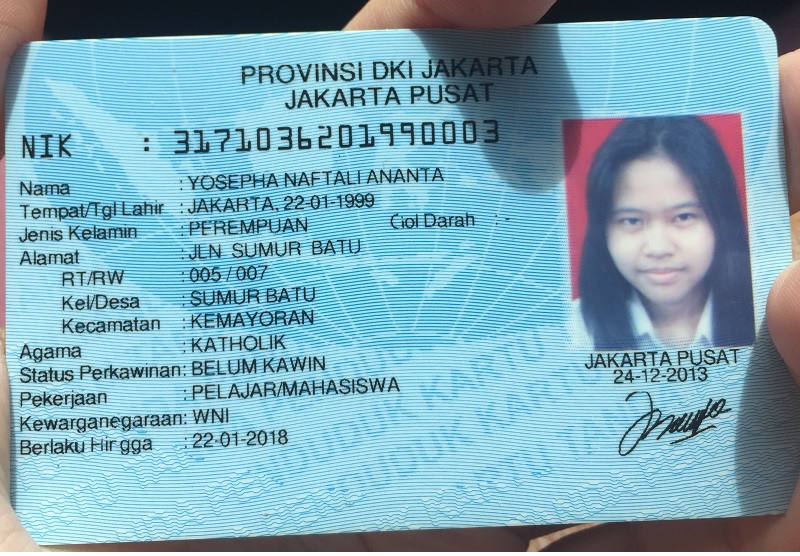 PROVINSI DKI JAKARTA
JAKARTA PUSAT
NIK : 3171036201990003
Nama : YOSEPHA NAFTALI ANANTA
Tempat/Tgl Lahir : JAKARTA, 22-01-1999
Jenis Kelamin : PEREMPUAN Gol Darah : -
Alamat : JLN SUMUR BATU
RT/RW : 005 / 007
Kel/Desa : SUMUR BATU
Kecamatan : KEMAYORAN
Agama : KATHOLIK
Status Perkawinan: BELUM KAWIN
Pekerjaan : PELAJAR/MAHASISWA
Kewarganegaraan: WNI
Berlaku Hingga : 22-01-2018
JAKARTA PUSAT
24-12-2013